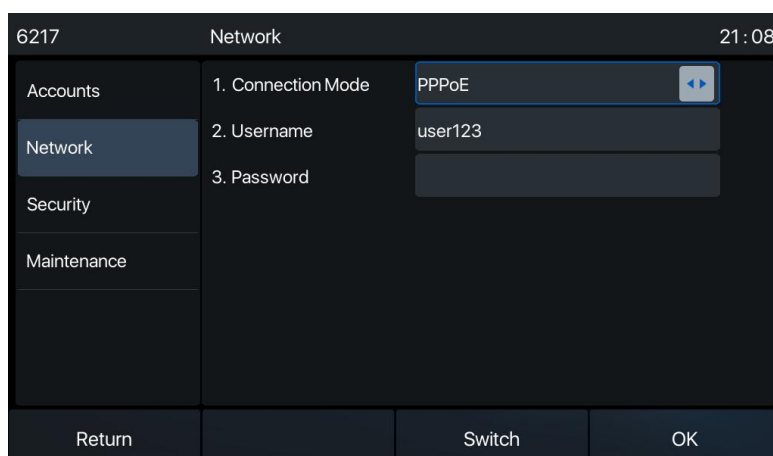 6217 Network 21:08
Accounts
Network
Security
Maintenance
1. Connection Mode PPPoE
2. Username user123
3. Password
Return Switch OK